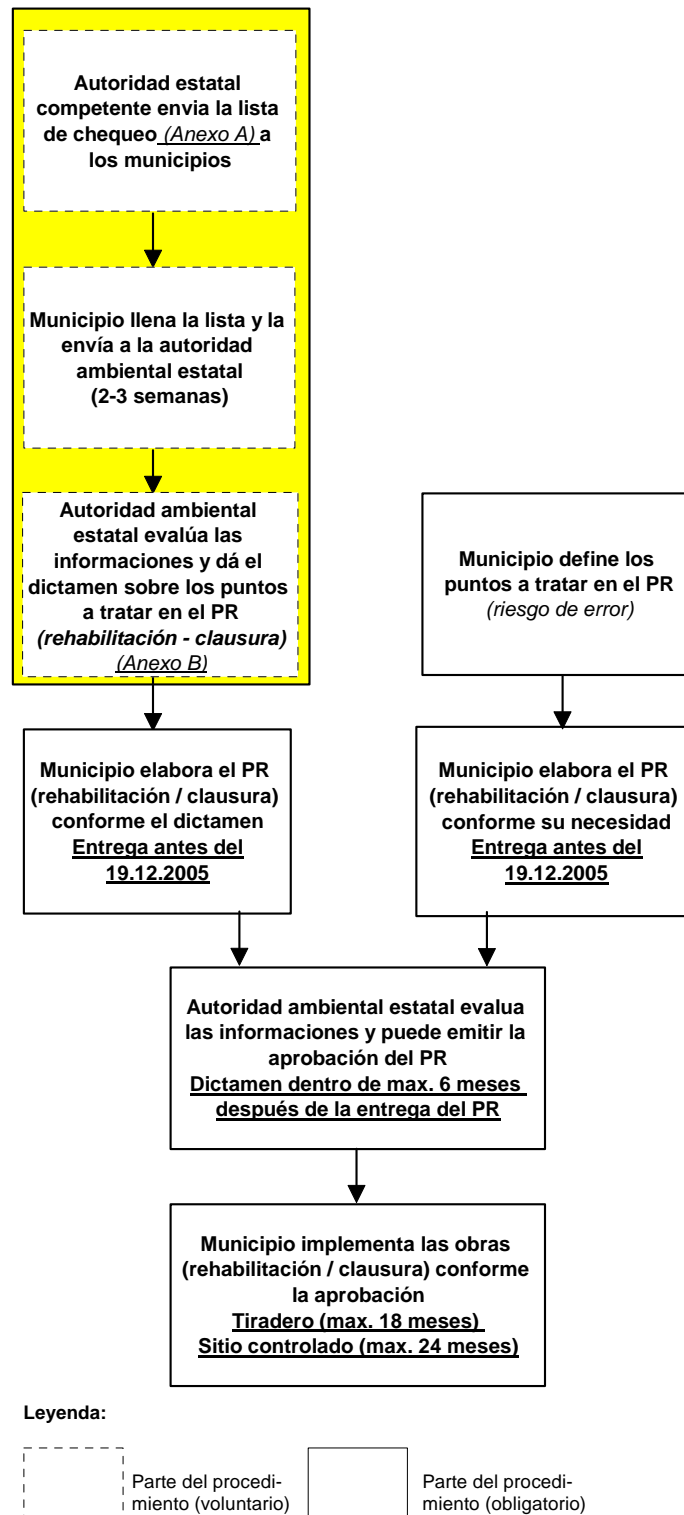 Autoridad estatal
competente envia la lista
de chequeo (Anexo A) a
los municipios
Municipio llena la lista y la
envía a la autoridad
ambiental estatal
(2-3 semanas)
Autoridad ambiental
estatal evalúa las
informaciones y dá el
dictamen sobre los puntos
a tratar en el PR
(rehabilitación - clausura)
(Anexo B)
Municipio define los
puntos a tratar en el PR
(riesgo de error)
Municipio elabora el PR
(rehabilitación / clausura)
conforme el dictamen
Entrega antes del
19.12.2005
Municipio elabora el PR
(rehabilitación / clausura)
conforme su necesidad
Entrega antes del
19.12.2005
Autoridad ambiental estatal evalua
las informaciones y puede emitir la
aprobación del PR
Dictamen dentro de max. 6 meses
después de la entrega del PR
Municipio implementa las obras
(rehabilitación / clausura) conforme
la aprobación
Tiradero (max. 18 meses)
Sitio controlado (max. 24 meses)
Leyenda:
Parte del procedi-
miento (voluntario)
Parte del procedi-
miento (obligatorio)